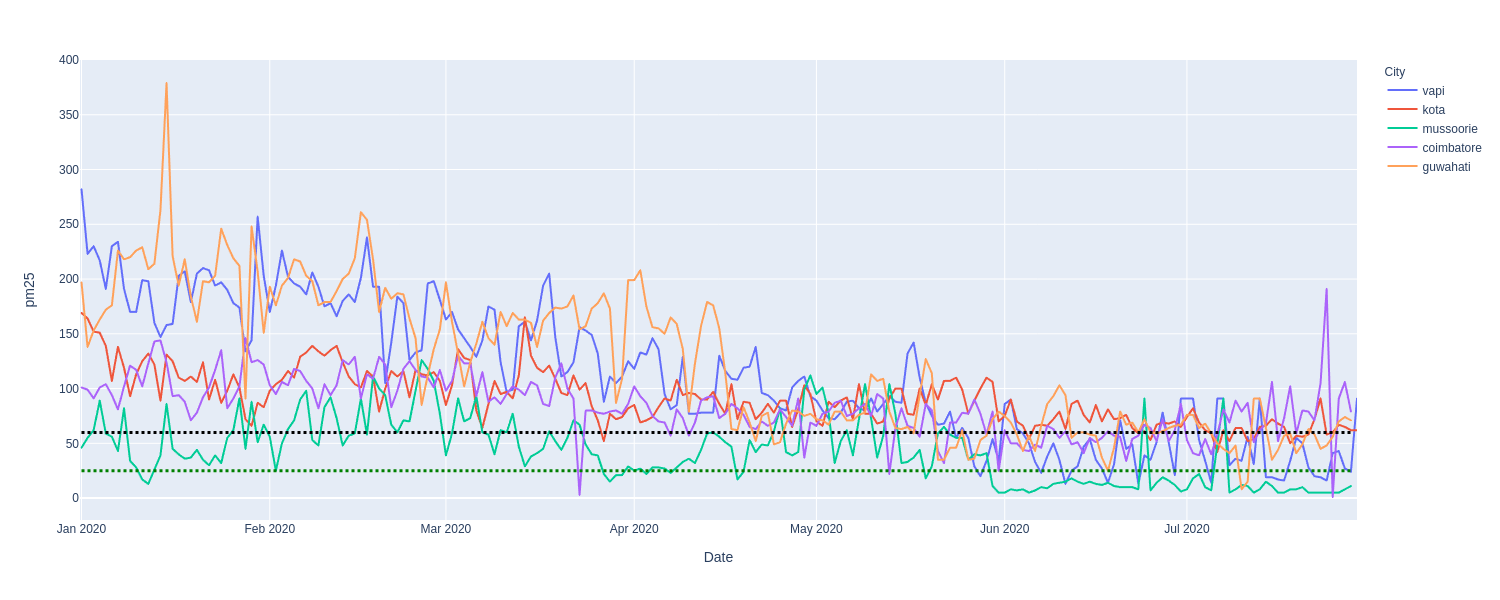 400
350
300
250
200
150
100
50
0
pm25
Jan 2020
Feb 2020
Mar 2020
Apr 2020
May 2020
Jun 2020
Jul 2020
Date
City
vapi
kota
mussoorie
coimbatore
guwahati